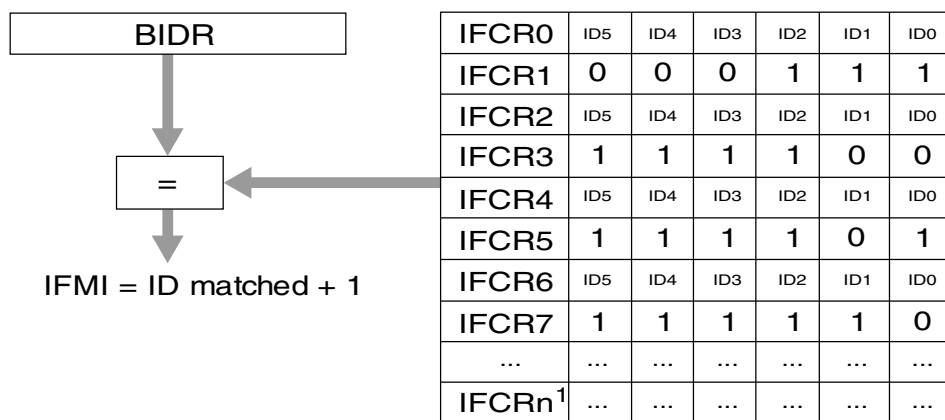 BIDR
=
IFMI = ID matched + 1
IFCR0 ID5 ID4 ID3 ID2 ID1 ID0
IFCR1 0 0 0 1 1 1
IFCR2 ID5 ID4 ID3 ID2 ID1 ID0
IFCR3 1 1 1 1 0 0
IFCR4 ID5 ID4 ID3 ID2 ID1 ID0
IFCR5 1 1 1 1 0 1
IFCR6 ID5 ID4 ID3 ID2 ID1 ID0
IFCR7 1 1 1 1 1 0
... ... ... ... ... ... ...
IFCRn¹ ... ... ... ... ... ...